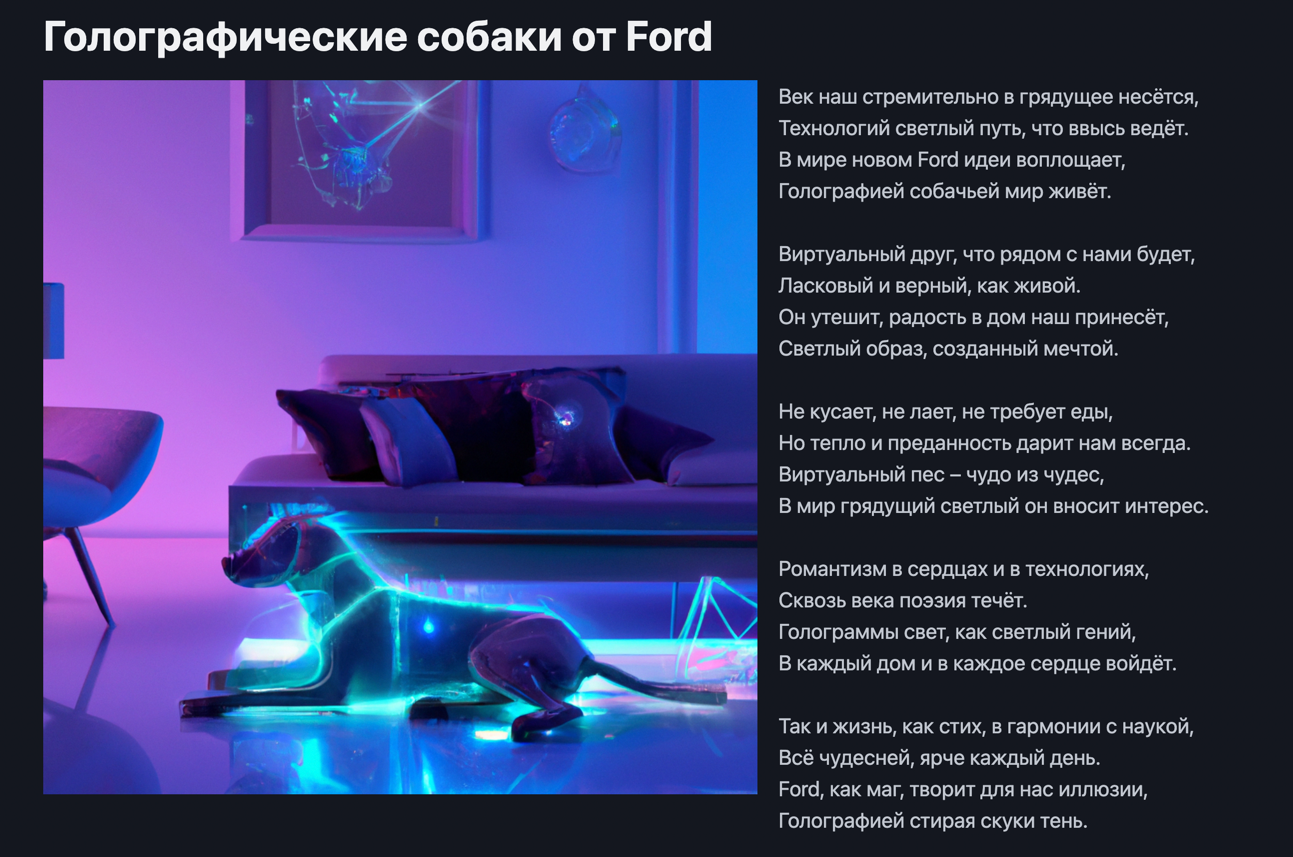 Голографические собаки от Ford
Век наш стремительно в грядущее несётся,
Технологий светлый путь, что ввысь ведёт.
В мире новом Ford идеи воплощает,
Голографией собачьей мир живёт.
Виртуальный друг, что рядом с нами будет,
Ласковый и верный, как живой.
Он утешит, радость в дом наш принесёт,
Светлый образ, созданный мечтой.
Не кусает, не лает, не требует еды,
Но тепло и преданность дарит нам всегда.
Виртуальный пес – чудо из чудес,
В мир грядущий светлый он вносит интерес.
Романтизм в сердцах и в технологиях,
Сквозь века поэзия течёт.
Голограммы свет, как светлый гений,
В каждый дом и в каждое сердце войдёт.
Так и жизнь, как стих, в гармонии с наукой,
Всё чудесней, ярче каждый день.
Ford, как маг, творит для нас иллюзии,
Голографией стирая скуки тень.